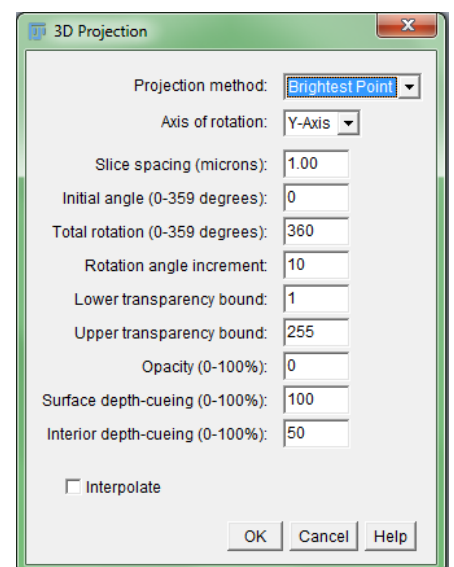 3D Projection
Projection method: Brightest Point
Axis of rotation: Y-Axis
Slice spacing (microns): 1.00
Initial angle (0-359 degrees): 0
Total rotation (0-359 degrees): 360
Rotation angle increment: 10
Lower transparency bound: 1
Upper transparency bound: 255
Opacity (0-100%): 0
Surface depth-cueing (0-100%): 100
Interior depth-cueing (0-100%): 50
Interpolate
OK Cancel Help